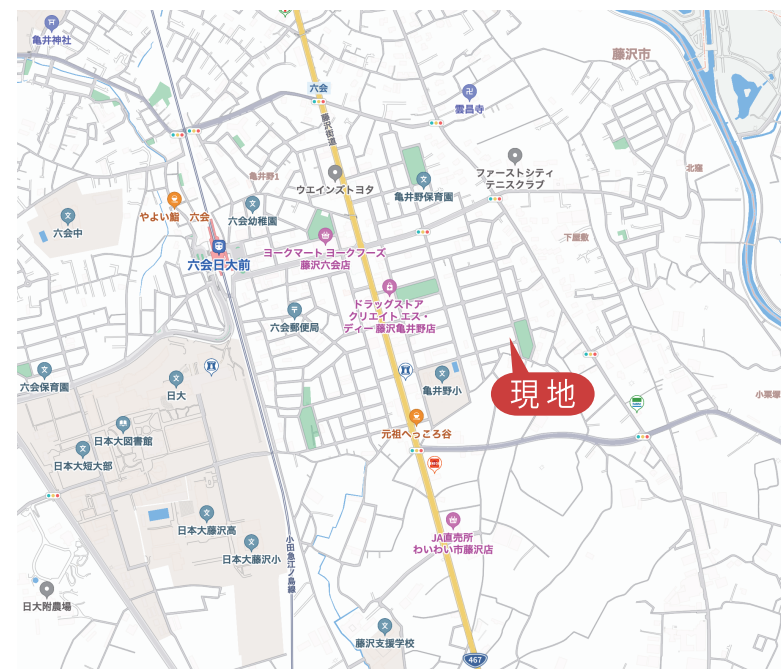 亀井神社
藤沢市
六会
雲昌寺
藤沢街道
ファーストシティ
テニスクラブ
北窪
亀井野1
ウエインズトヨタ
亀井野保育園
やよい鮨
六会
六会幼稚園
六会中
下屋敷
六会日大前
ヨークマート ヨークフーズ
藤沢六会店
ドラッグストア
クリエイト エス・
ディー 藤沢亀井野店
六会郵便局
六会保育園
日大
亀井野小
現地
小栗塚
元祖へっころ谷
日本大図書館
日本大短大部
日本大藤沢高
JA直売所
わいわい市藤沢店
日本大藤沢小
小田急江ノ島線
日大附農場
藤沢支援学校
467